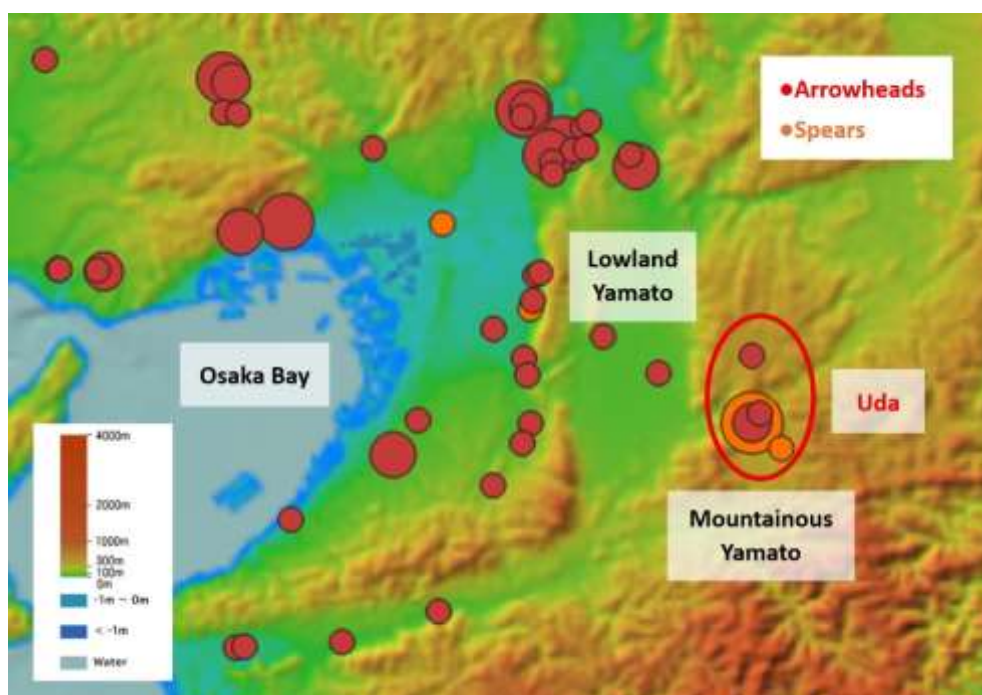 ●Arrowheads
●Spears
Lowland
Yamato
Osaka Bay
Uda
Mountainous
Yamato
4000m
2000m
1000m
300m
100m
0m
-1m ~ 0m
< -1m
Water